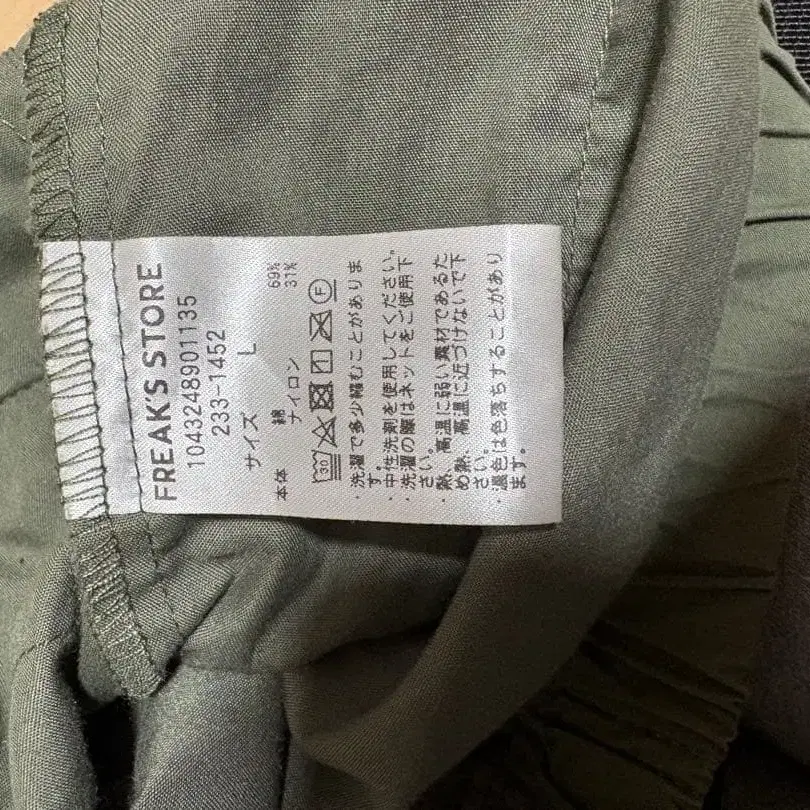 FREAK'S STORE
1043248901135
233-1452
サイズ L
本体 綿 69%
ナイロン 31%
30 F
・洗濯で多少縮むことがありま
す。
・中性洗剤を使用してください。
・洗濯の際はネットをご使用下
さい。
・熱、高温に弱い素材であるた
め熱、高温に近づけないで下
さい。
・濃色は色落ちすることがあり
ます。